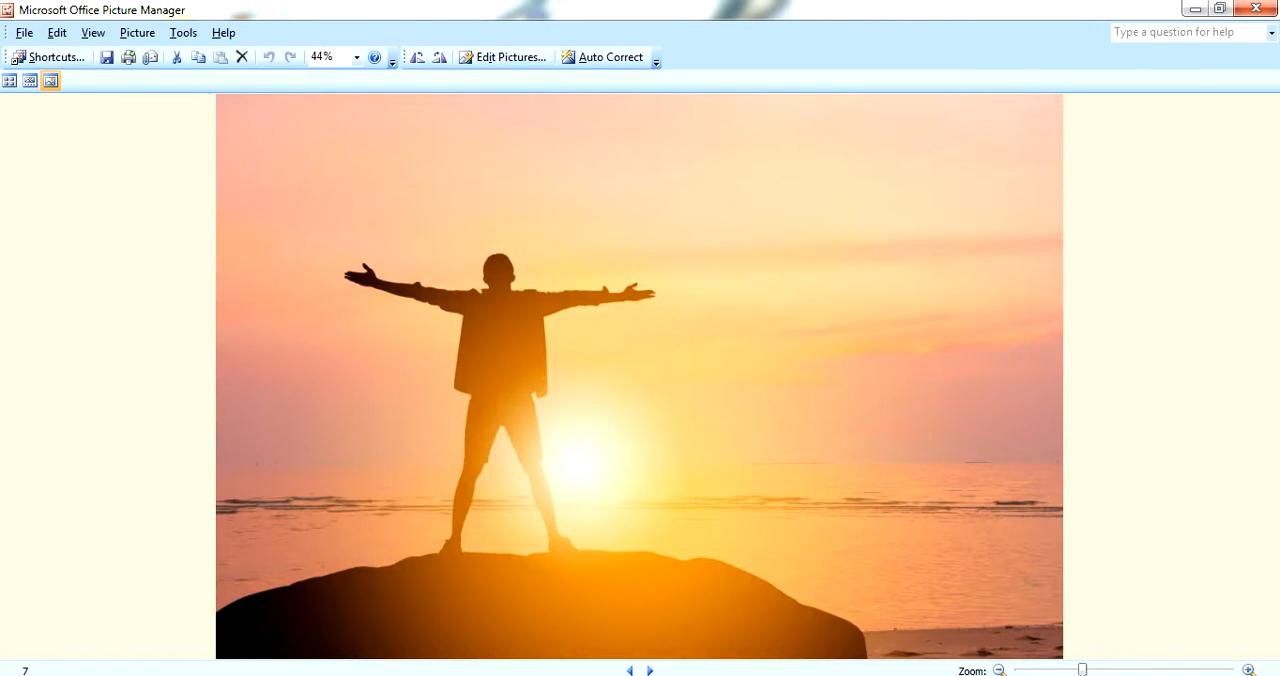 Microsoft Office Picture Manager
File Edit View Picture Tools Help
Type a question for help
Shortcuts... 44% Edit Pictures... Auto Correct
7
Zoom: